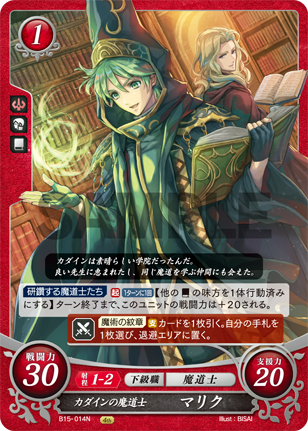 1
SAMPLE
カダインは素晴らしい学院だったんだ。
良い先生に恵まれたし、同じ魔道を学ぶ仲間にも会えた。
研鑽する魔道士たち 起 1ターンに1回【他の の味方を1体行動済みにする】ターン終了まで、このユニットの戦闘力は+20される。
魔術の紋章 支 カードを1枚引く。自分の手札を1枚選び、退避エリアに置く。
戦闘力 30 射程 1-2 下級職 魔道士 支援力 20
カダインの魔道士 マリク
B15-014N Illust:BISAI